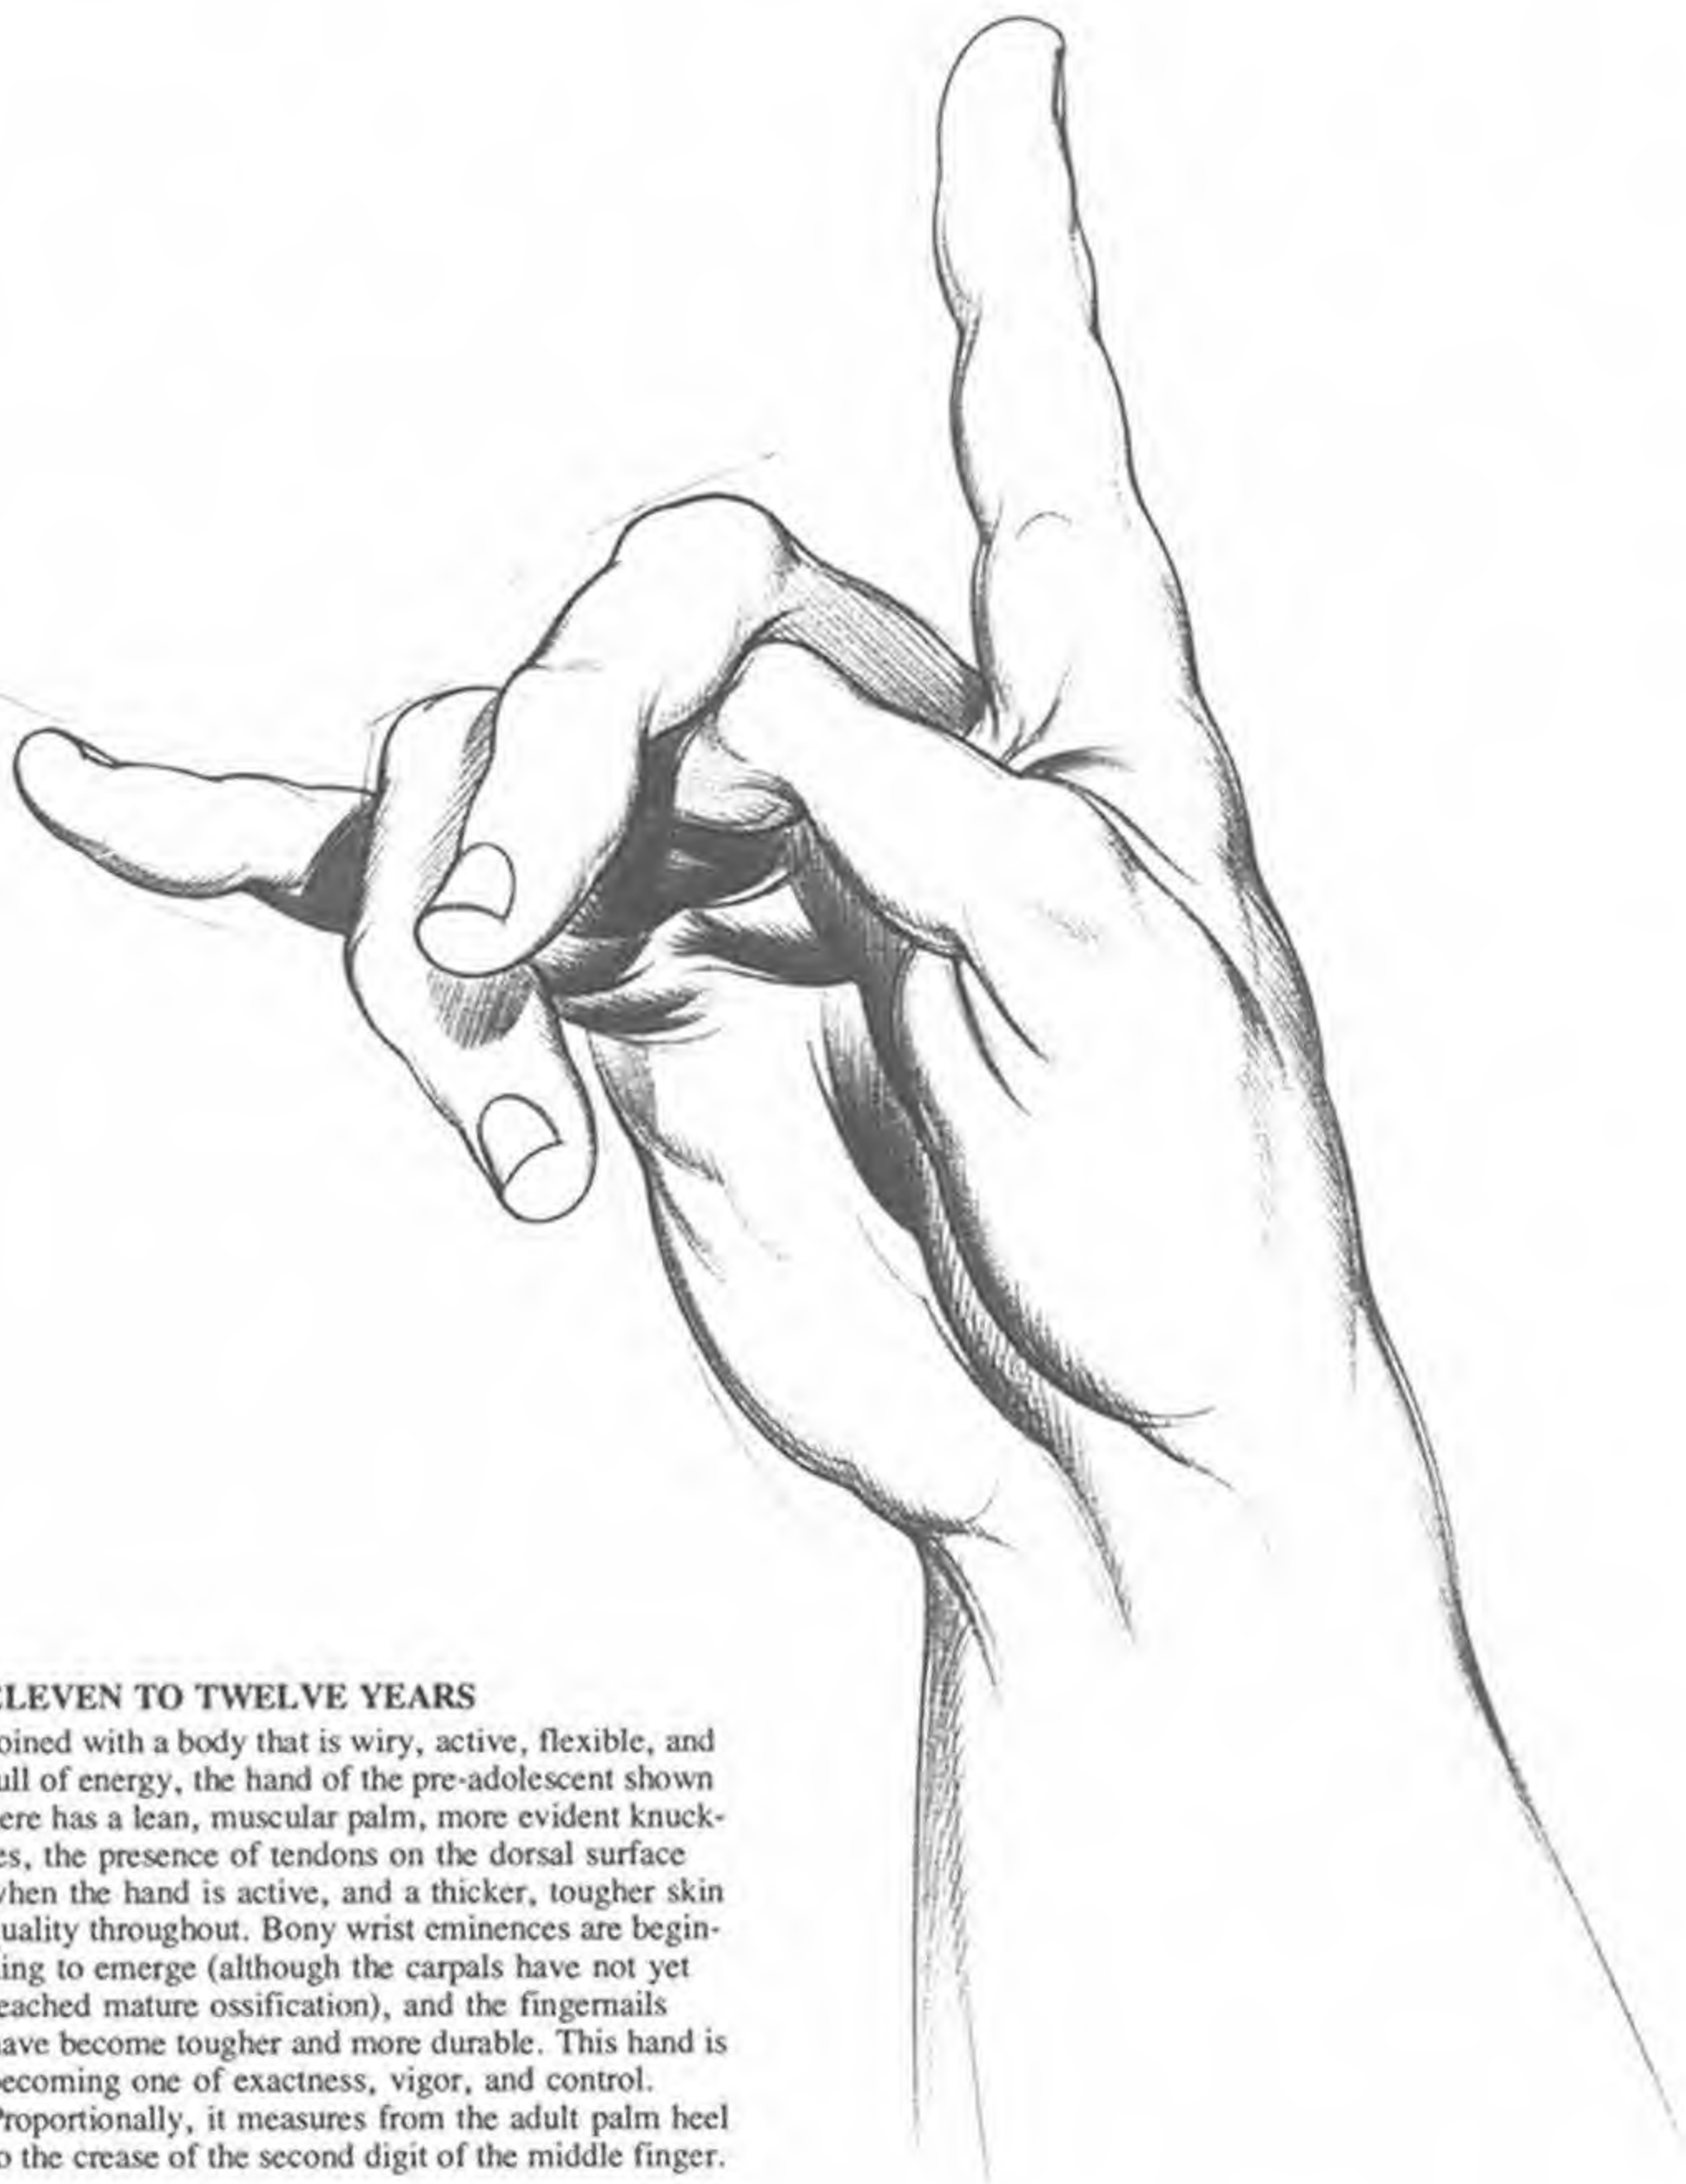 ELEVEN TO TWELVE YEARS
oined with a body that is wiry, active, flexible, and
ull of energy, the hand of the pre-adolescent shown
ere has a lean, muscular palm, more evident knuck-
es, the presence of tendons on the dorsal surface
when the hand is active, and a thicker, tougher skin
uality throughout. Bony wrist eminences are begin-
ing to emerge (although the carpals have not yet
eached mature ossification), and the fingernails
have become tougher and more durable. This hand is
ecoming one of exactness, vigor, and control.
Proportionally, it measures from the adult palm heel
o the crease of the second digit of the middle finger.